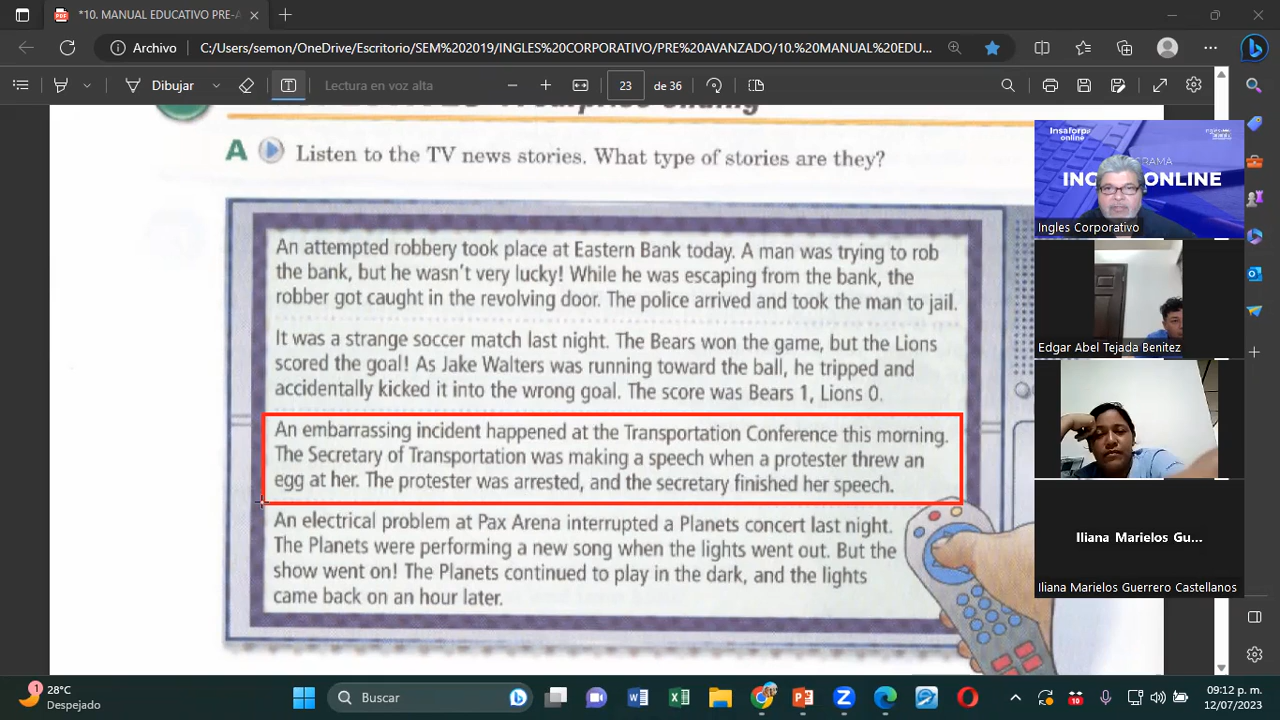 *10. MANUAL EDUCATIVO PRE-A
Archivo
C:/Users/semon/OneDrive/Escritorio/SEM%202019/INGLES%20CORPORATIVO/PRE%20AVANZADO/10.%20MANUAL%20EDU...
Dibujar
Lectura en voz alta
23
de 36
A
Listen to the TV news stories. What type of stories are they?
An attempted robbery took place at Eastern Bank today. A man was trying to rob
the bank, but he wasn't very lucky! While he was escaping from the bank, the
robber got caught in the revolving door. The police arrived and took the man to jail.
It was a strange soccer match last night. The Bears won the game, but the Lions
scored the goal! As Jake Walters was running toward the ball, he tripped and
accidentally kicked it into the wrong goal. The score was Bears 1, Lions 0.
An embarrassing incident happened at the Transportation Conference this morning.
The Secretary of Transportation was making a speech when a protester threw an
egg at her. The protester was arrested, and the secretary finished her speech.
An electrical problem at Pax Arena interrupted a Planets concert last night.
The Planets were performing a new song when the lights went out. But the
show went on! The Planets continued to play in the dark, and the lights
came back on an hour later.
Insaforp
online
INGLES ONLINE
Ingles Corporativo
Edgar Abel Tejada Benitez
Iliana Marielos Gu...
Iliana Marielos Guerrero Castellanos
1
28°C
Despejado
Buscar
10
09:12 p. m.
12/07/2023